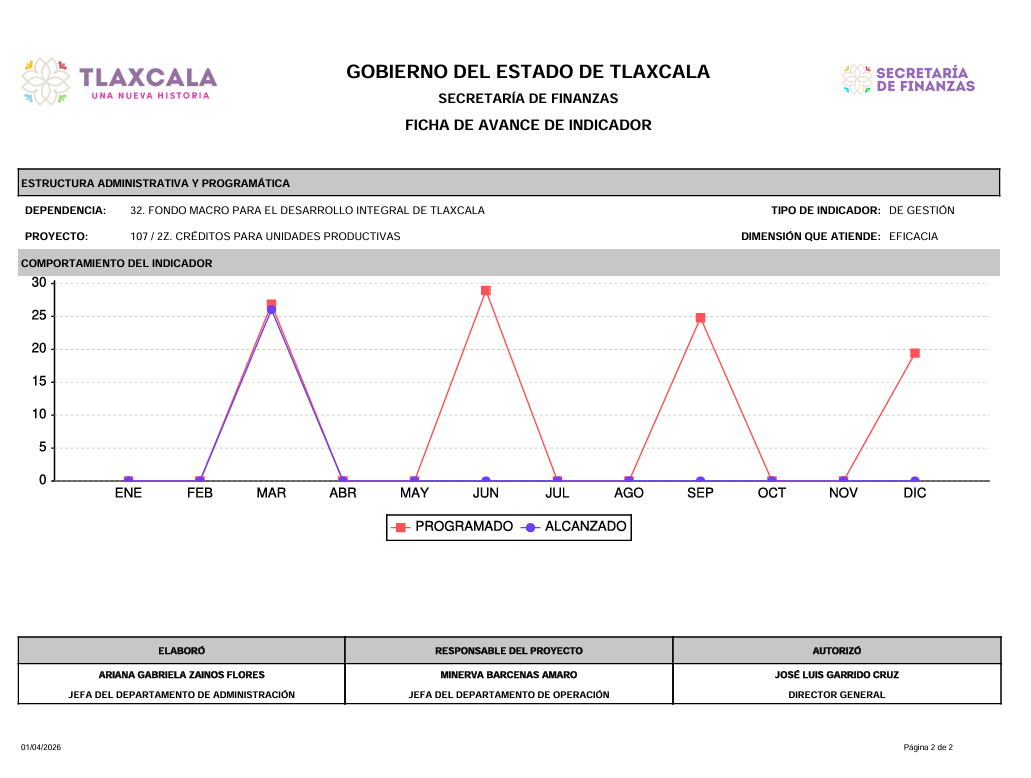 TLAXCALA
UNA NUEVA HISTORIA
GOBIERNO DEL ESTADO DE TLAXCALA
SECRETARÍA DE FINANZAS
FICHA DE AVANCE DE INDICADOR
SECRETARÍA
DE FINANZAS
ESTRUCTURA ADMINISTRATIVA Y PROGRAMÁTICA
DEPENDENCIA: 32. FONDO MACRO PARA EL DESARROLLO INTEGRAL DE TLAXCALA TIPO DE INDICADOR: DE GESTIÓN
PROYECTO: 107 / 2Z. CRÉDITOS PARA UNIDADES PRODUCTIVAS DIMENSIÓN QUE ATIENDE: EFICACIA
COMPORTAMIENTO DEL INDICADOR
30
25
20
15
10
5
0
ENE FEB MAR ABR MAY JUN JUL AGO SEP OCT NOV DIC
PROGRAMADO ALCANZADO
ELABORÓ RESPONSABLE DEL PROYECTO AUTORIZÓ
ARIANA GABRIELA ZAINOS FLORES MINERVA BARCENAS AMARO JOSÉ LUIS GARRIDO CRUZ
JEFA DEL DEPARTAMENTO DE ADMINISTRACIÓN JEFA DEL DEPARTAMENTO DE OPERACIÓN DIRECTOR GENERAL
01/04/2026 Página 2 de 2